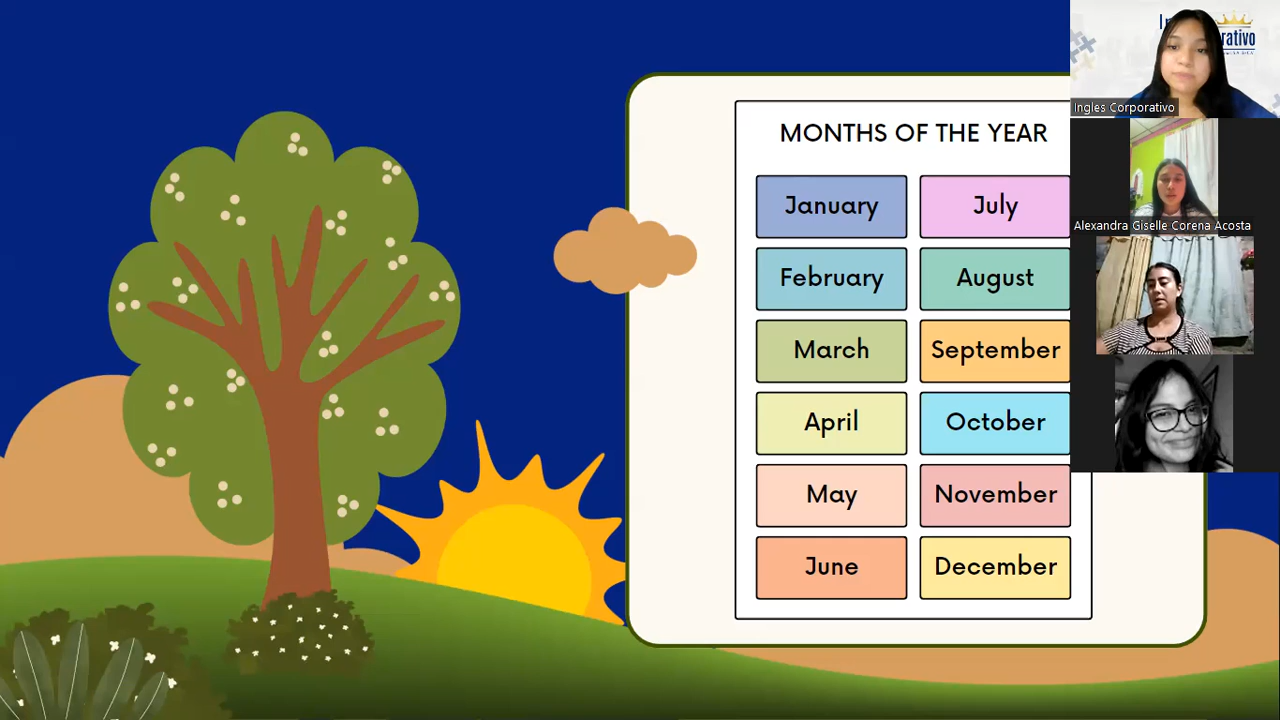 MONTHS OF THE YEAR
January
July
February
August
March
September
April
October
May
November
June
December
rativo
Ingles Corporativo
Alexandra Giselle Corena Acosta